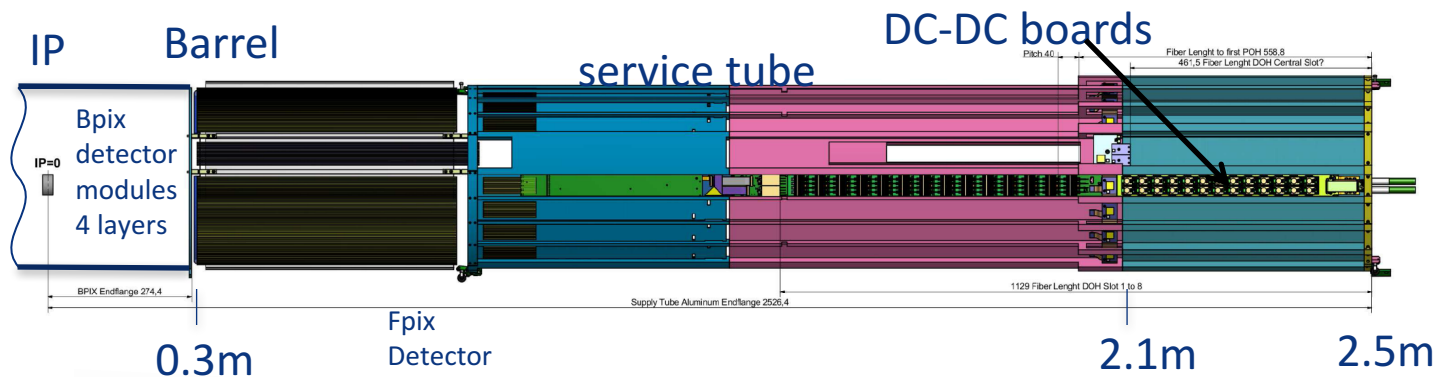 IP
Barrel
service tube
DC-DC boards
Pitch 40
Fiber Lenght to first POH 558,8
461,5 Fiber Lenght DOH Central Slot?
Bpix
detector
modules
4 layers
IP=0
BPIX Endflange 274,4
1129 Fiber Lenght DOH Slot 1 to 8
Supply Tube Aluminum Endflange 2526,4
0.3m
Fpix
Detector
2.1m
2.5m